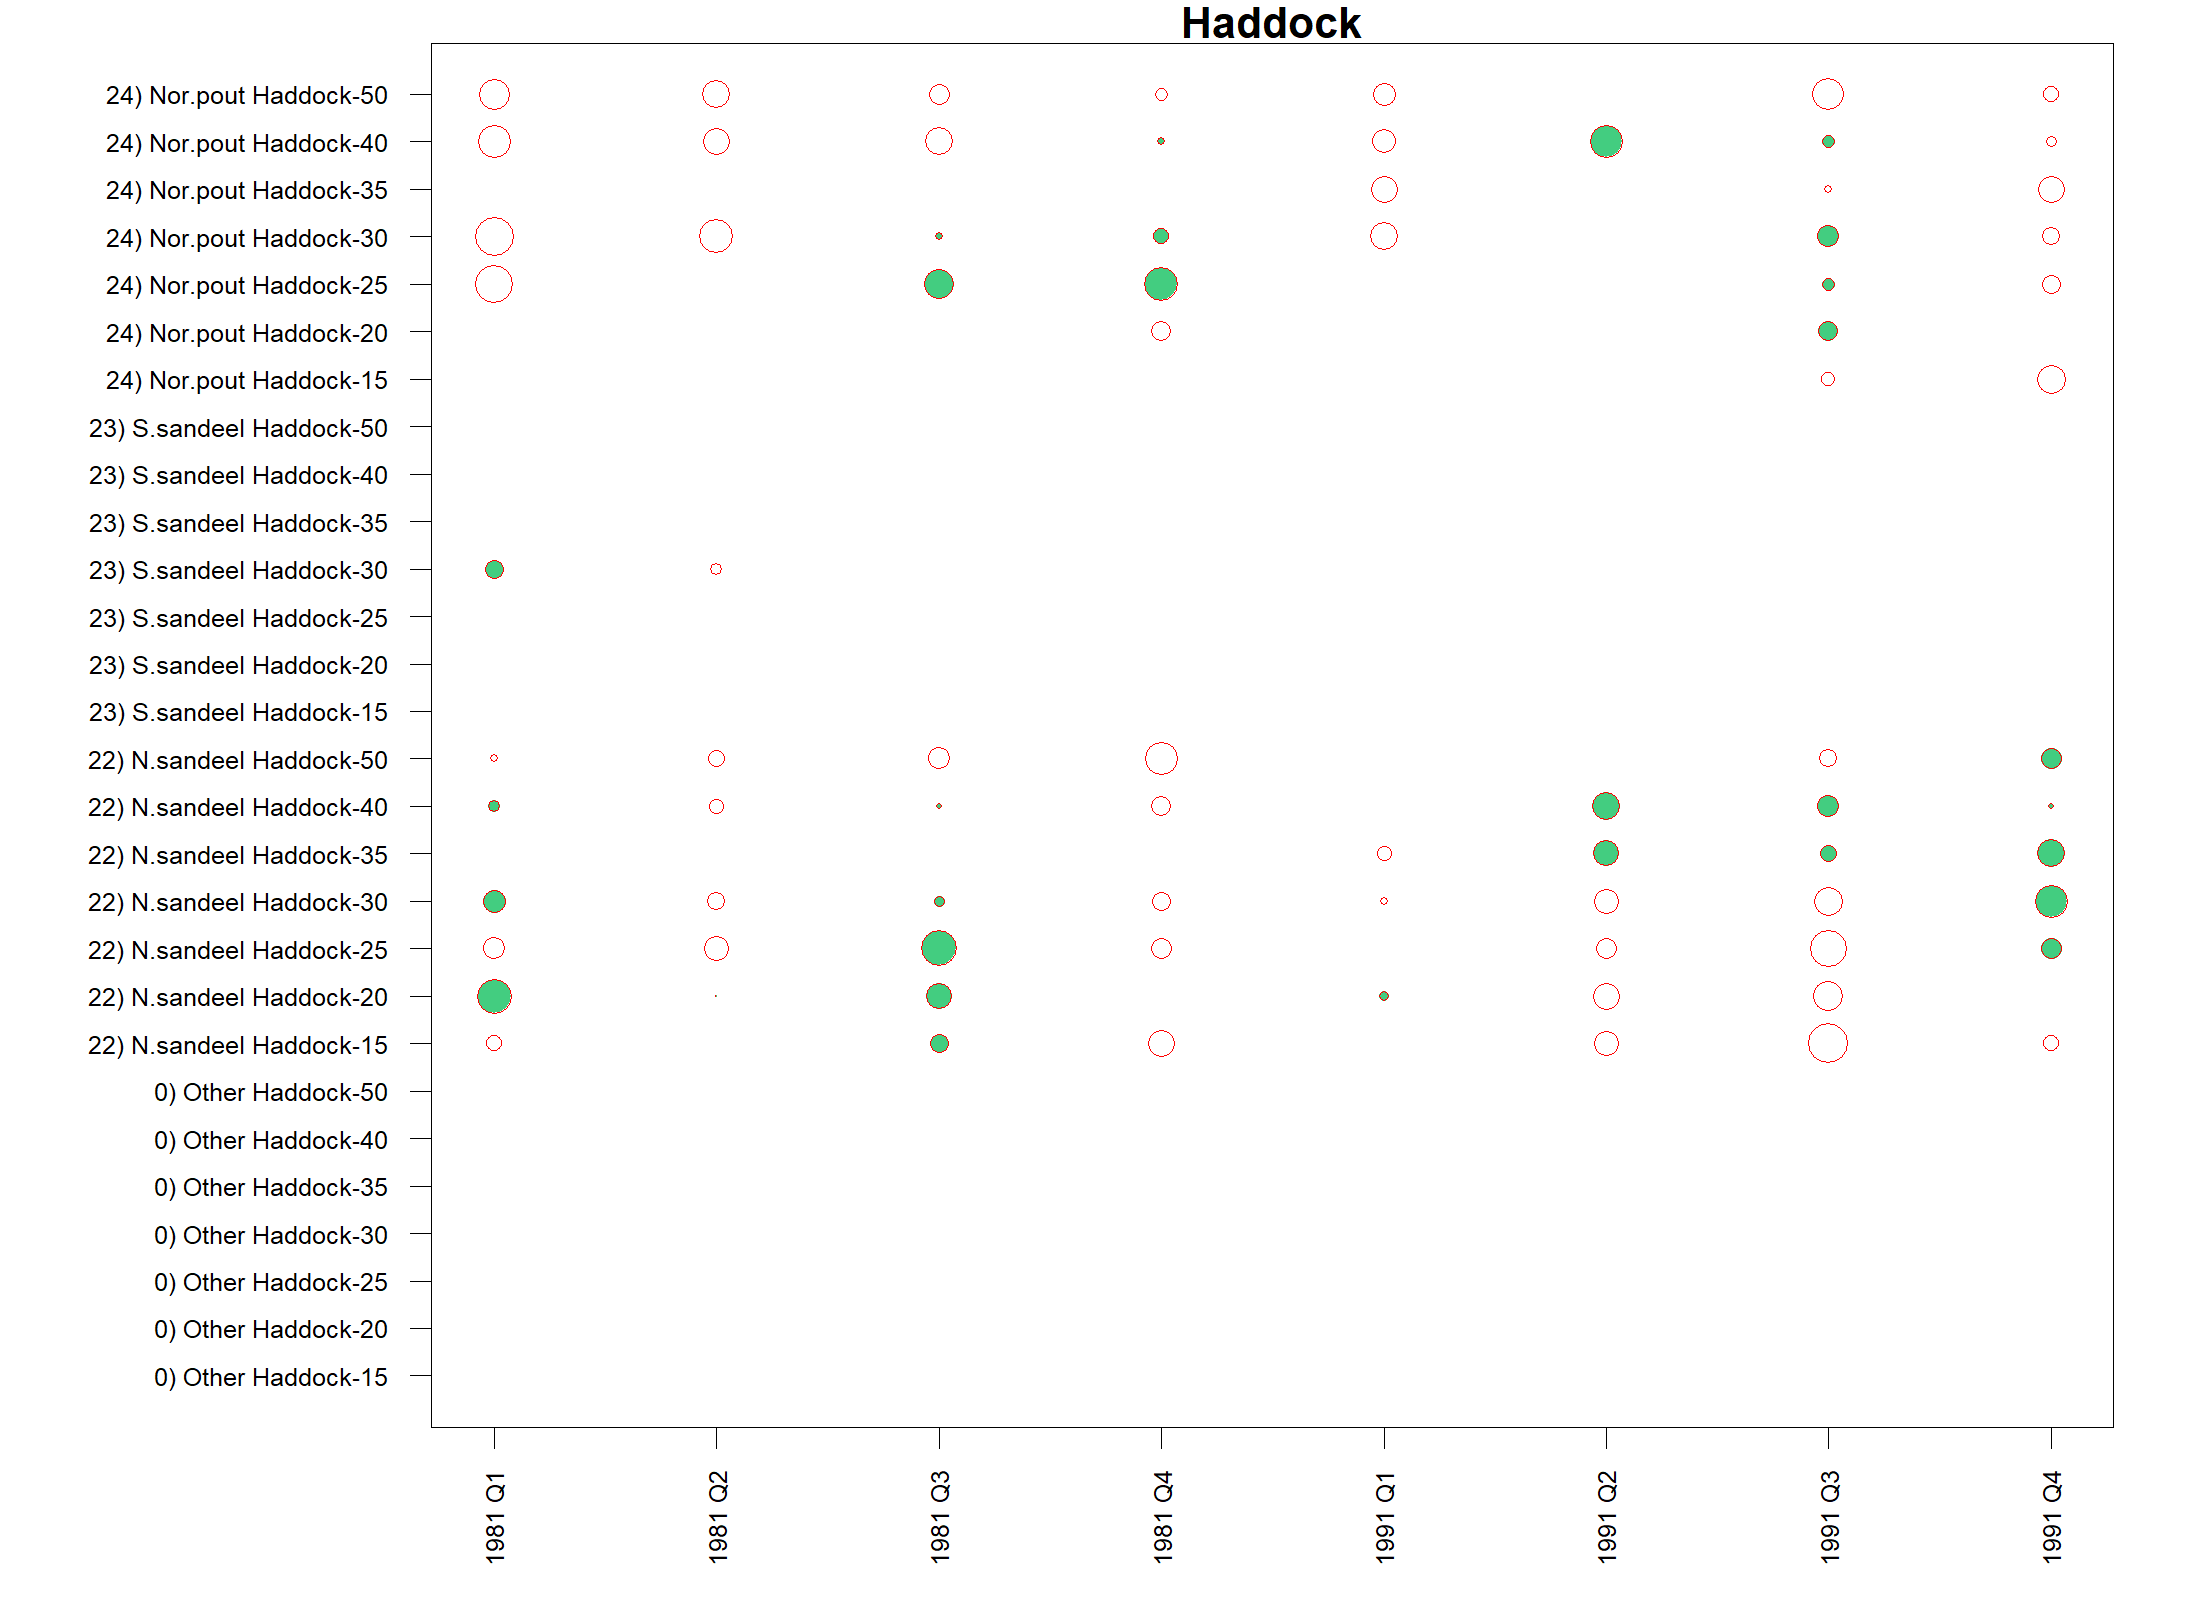 Haddock
24) Nor.pout Haddock-50
24) Nor.pout Haddock-40
24) Nor.pout Haddock-35
24) Nor.pout Haddock-30
24) Nor.pout Haddock-25
24) Nor.pout Haddock-20
24) Nor.pout Haddock-15
23) S.sandeel Haddock-50
23) S.sandeel Haddock-40
23) S.sandeel Haddock-35
23) S.sandeel Haddock-30
23) S.sandeel Haddock-25
23) S.sandeel Haddock-20
23) S.sandeel Haddock-15
22) N.sandeel Haddock-50
22) N.sandeel Haddock-40
22) N.sandeel Haddock-35
22) N.sandeel Haddock-30
22) N.sandeel Haddock-25
22) N.sandeel Haddock-20
22) N.sandeel Haddock-15
0) Other Haddock-50
0) Other Haddock-40
0) Other Haddock-35
0) Other Haddock-30
0) Other Haddock-25
0) Other Haddock-20
0) Other Haddock-15
1981 Q1
1981 Q2
1981 Q3
1981 Q4
1991 Q1
1991 Q2
1991 Q3
1991 Q4